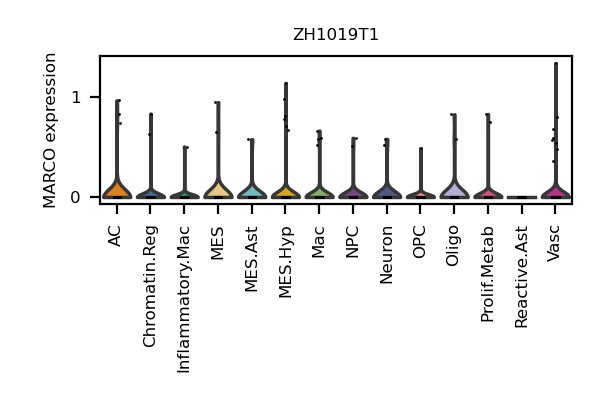 ZH1019T1
MARCO expression
1
0
AC
Chromatin.Reg
Inflammatory.Mac
MES
MES.Ast
MES.Hyp
Mac
NPC
Neuron
OPC
Oligo
Prolif.Metab
Reactive.Ast
Vasc